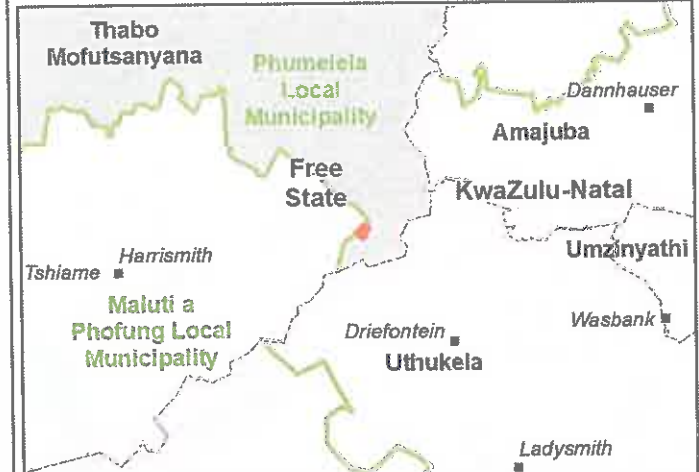 Thabo
Mofutsanyana
Phumelela
Local
Municipality
Dannhauser
Amajuba
Free
State
KwaZulu-Natal
Umzinyathi
Harrismith
Tshiame
Maluti a
Phofung Local
Municipality
Driefontein
Wasbank
Uthukela
Ladysmith